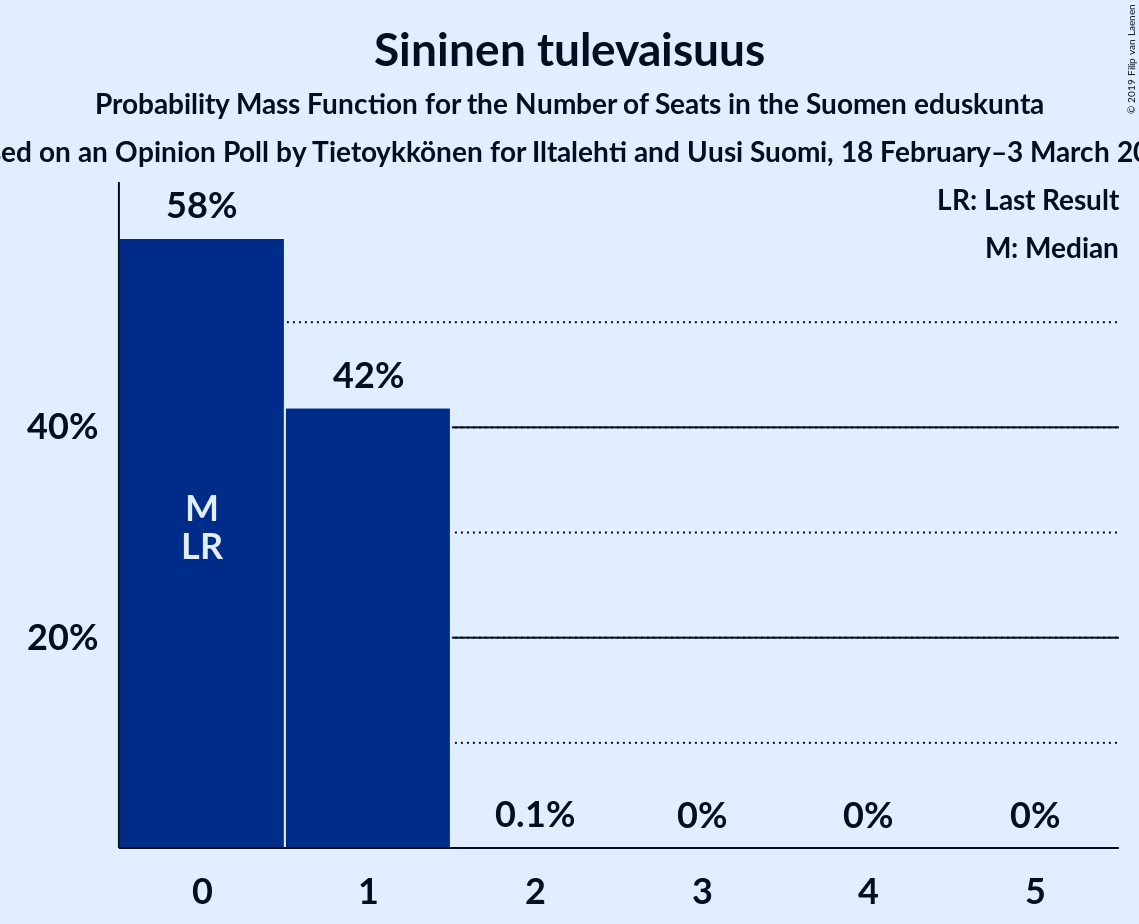 Sininen tulevaisuus
Probability Mass Function for the Number of Seats in the Suomen eduskunta
on an Opinion Poll by Tietoykkönen for Iltalehti and Uusi Suomi, 18 February–3 March
© 2019 Filip van Laenen
LR: Last Result
M: Median
58%
42%
40%
M
LR
20%
0.1%
0%
0%
0%
0
1
2
3
4
5